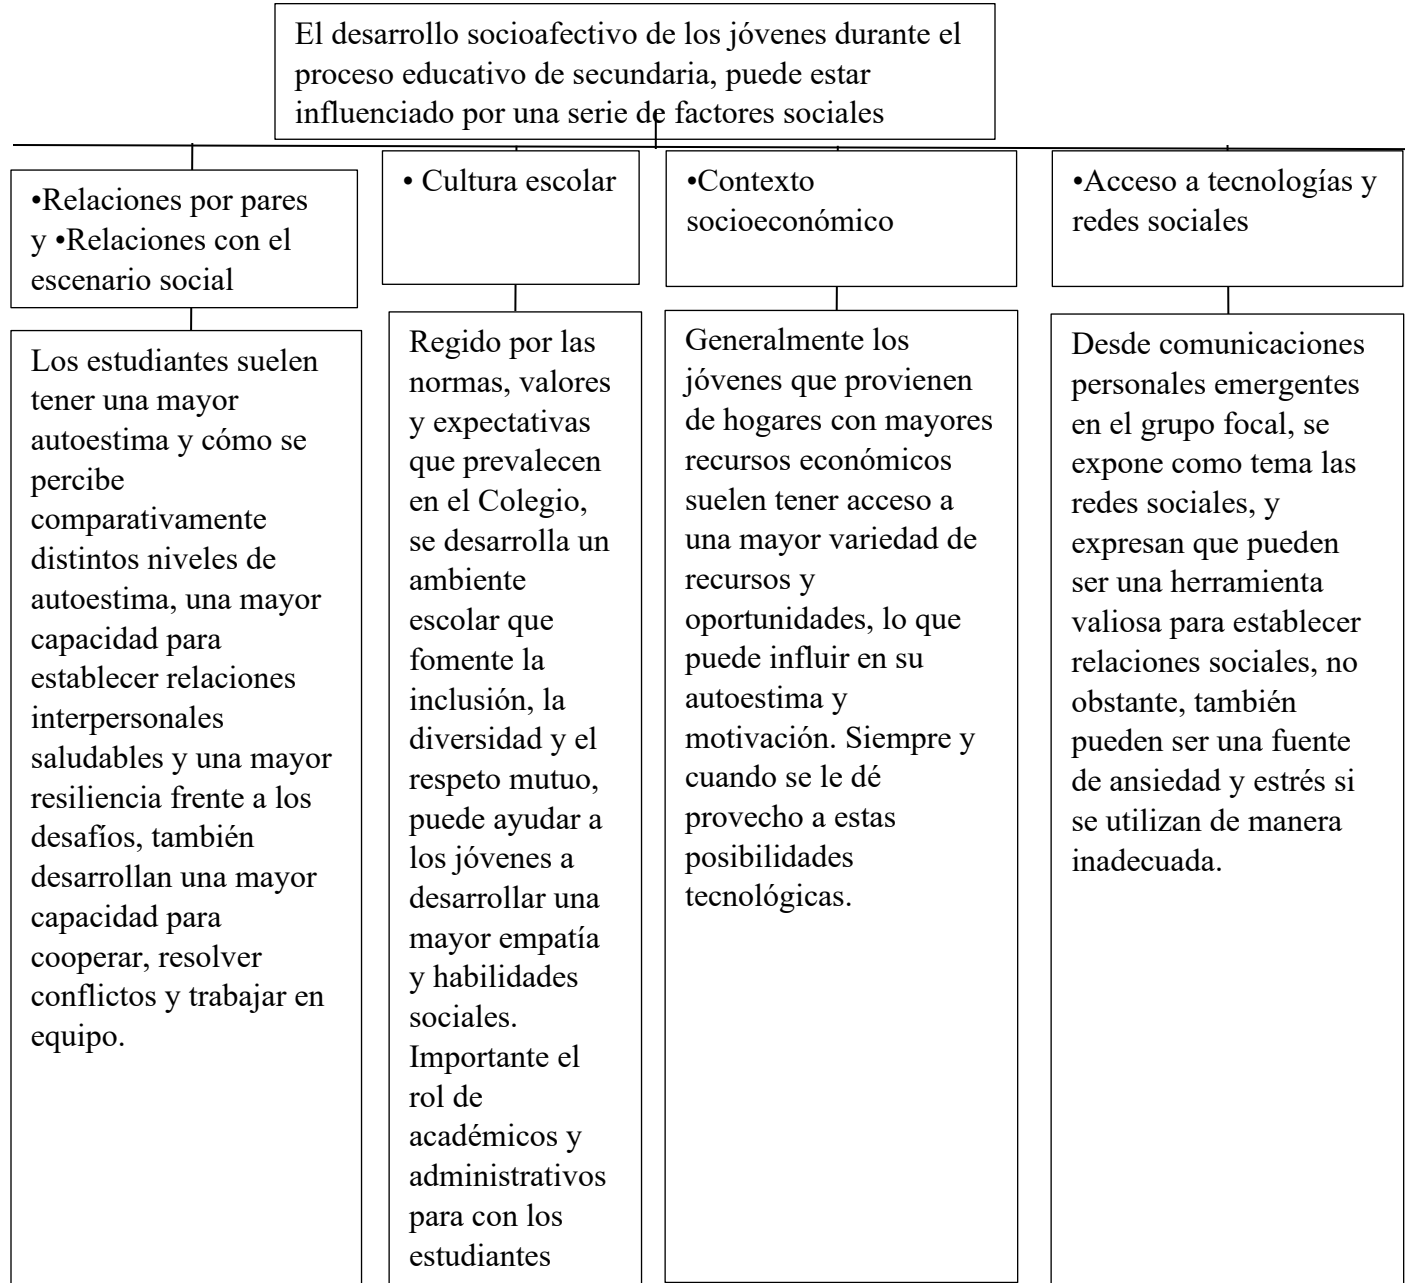 El desarrollo socioafectivo de los jóvenes durante el
proceso educativo de secundaria, puede estar
influenciado por una serie de factores sociales
•Relaciones por pares
y •Relaciones con el
escenario social
• Cultura escolar
•Contexto
socioeconómico
•Acceso a tecnologías y
redes sociales
Los estudiantes suelen
tener una mayor
autoestima y cómo se
percibe
comparativamente
distintos niveles de
autoestima, una mayor
capacidad para
establecer relaciones
interpersonales
saludables y una mayor
resiliencia frente a los
desafíos, también
desarrollan una mayor
capacidad para
cooperar, resolver
conflictos y trabajar en
equipo.
Regido por las
normas, valores
y expectativas
que prevalecen
en el Colegio,
se desarrolla un
ambiente
escolar que
fomente la
inclusión, la
diversidad y el
respeto mutuo,
puede ayudar a
los jóvenes a
desarrollar una
mayor empatía
y habilidades
sociales.
Importante el
rol de
académicos y
administrativos
para con los
estudiantes
Generalmente los
jóvenes que provienen
de hogares con mayores
recursos económicos
suelen tener acceso a
una mayor variedad de
recursos y
oportunidades, lo que
puede influir en su
autoestima y
motivación. Siempre y
cuando se le dé
provecho a estas
posibilidades
tecnológicas.
Desde comunicaciones
personales emergentes
en el grupo focal, se
expone como tema las
redes sociales, y
expresan que pueden
ser una herramienta
valiosa para establecer
relaciones sociales, no
obstante, también
pueden ser una fuente
de ansiedad y estrés si
se utilizan de manera
inadecuada.